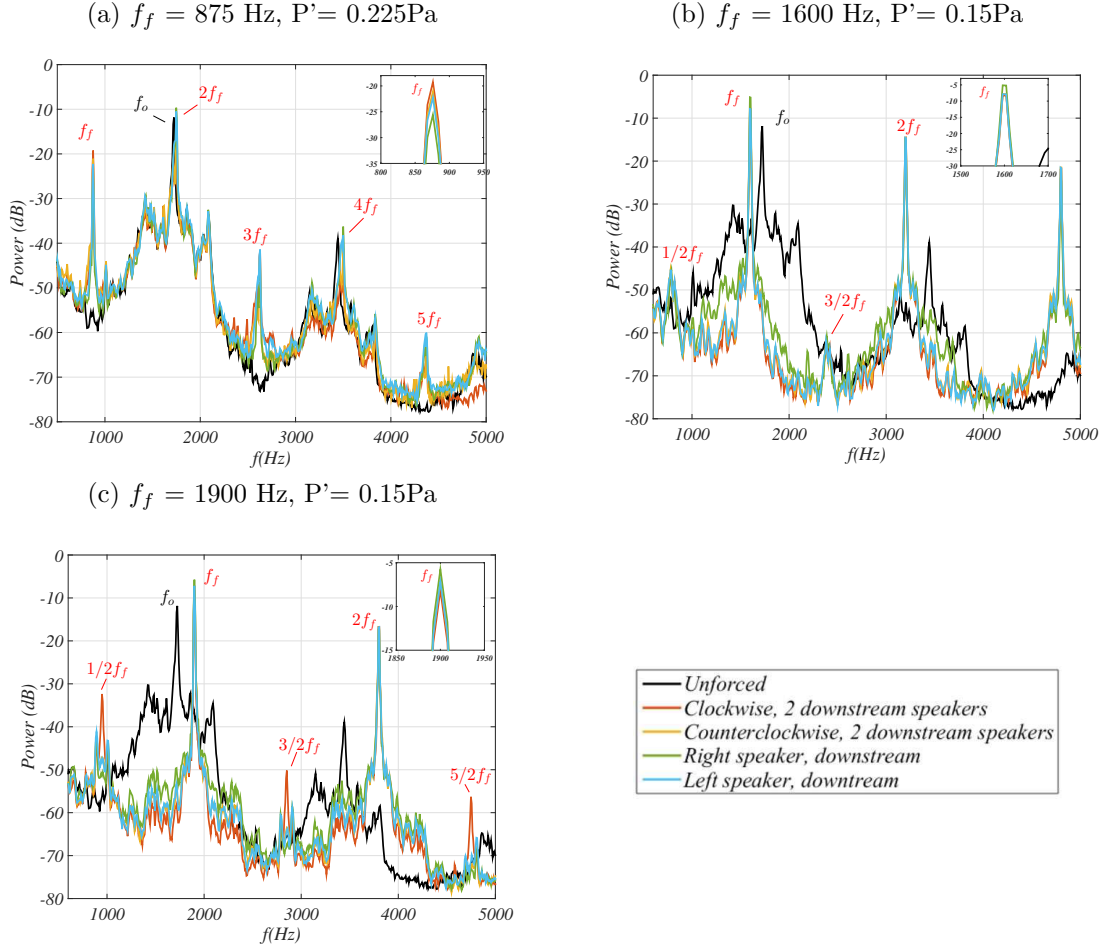 (a) f_f = 875 Hz, P'= 0.225Pa
0
-10
-20
-30
-40
-50
-60
-70
-80
Power (dB)
1000
2000
3000
4000
5000
f(Hz)
f_f
f_o
2f_f
3f_f
4f_f
5f_f
f_f
-20
-25
-30
-35
800
850
900
950
(b) f_f = 1600 Hz, P'= 0.15Pa
0
-10
-20
-30
-40
-50
-60
-70
-80
Power (dB)
1000
2000
3000
4000
5000
f(Hz)
1/2f_f
f_f
f_o
3/2f_f
2f_f
f_f
-5
-10
-15
-20
-25
-30
1500
1600
1700
(c) f_f = 1900 Hz, P'= 0.15Pa
0
-10
-20
-30
-40
-50
-60
-70
-80
Power (dB)
1000
2000
3000
4000
5000
f(Hz)
1/2f_f
f_o
f_f
3/2f_f
2f_f
5/2f_f
f_f
-5
-10
-15
1850
1900
1950
Unforced
Clockwise, 2 downstream speakers
Counterclockwise, 2 downstream speakers
Right speaker, downstream
Left speaker, downtream